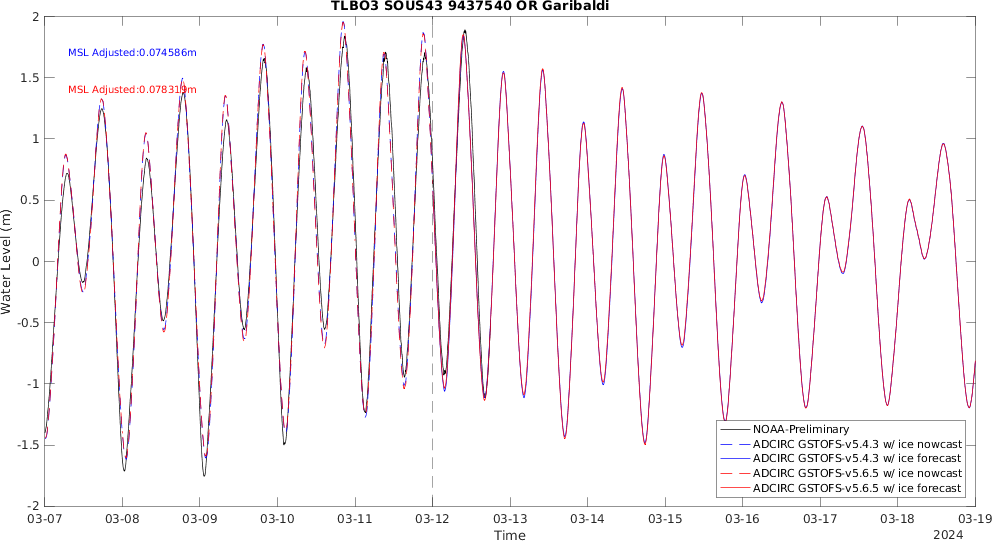 TLBO3 SOUS43 9437540 OR Garibaldi
MSL Adjusted:0.074586m
MSL Adjusted:0.078319m
Water Level (m)
2
1.5
1
0.5
0
-0.5
-1
-1.5
-2
NOAA-Preliminary
ADCIRC GSTOFS-v5.4.3 w/ ice nowcast
ADCIRC GSTOFS-v5.4.3 w/ ice forecast
ADCIRC GSTOFS-v5.6.5 w/ ice nowcast
ADCIRC GSTOFS-v5.6.5 w/ ice forecast
03-07 03-08 03-09 03-10 03-11 03-12 03-13 03-14 03-15 03-16 03-17 03-18 03-19
Time
2024